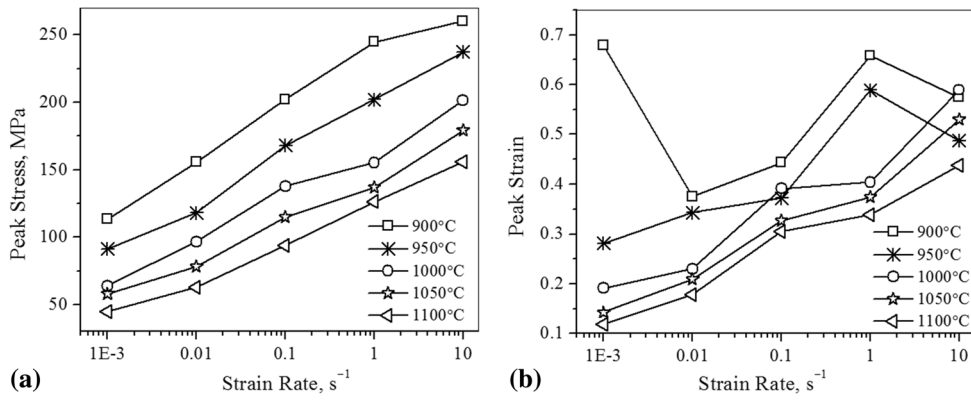 Peak Stress, MPa
250
200
150
100
50
900°C
950°C
1000°C
1050°C
1100°C
1E-3 0.01 0.1 1 10
(a) Strain Rate, s⁻¹
Peak Strain
0.7
0.6
0.5
0.4
0.3
0.2
0.1
900°C
950°C
1000°C
1050°C
1100°C
1E-3 0.01 0.1 1 10
(b) Strain Rate, s⁻¹